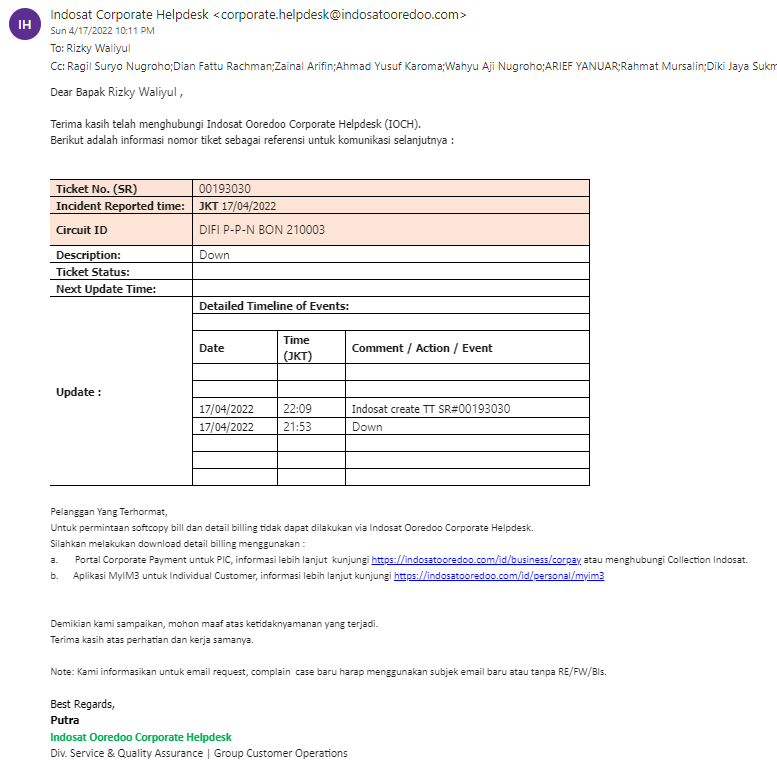 IH
Indosat Corporate Helpdesk <corporate.helpdesk@indosatooredoo.com>
Sun 4/17/2022 10:11 PM
To: Rizky Waliyul
Cc: Ragil Suryo Nugroho;Dian Fattu Rachman;Zainal Arifin;Ahmad Yusuf Karoma;Wahyu Aji Nugroho;ARIEF YANUAR;Rahmat Mursalin;Diki Jaya Sukm
Dear Bapak Rizky Waliyul ,
Terima kasih telah menghubungi Indosat Ooredoo Corporate Helpdesk (IOCH).
Berikut adalah informasi nomor tiket sebagai referensi untuk komunikasi selanjutnya :
Ticket No. (SR) 00193030
Incident Reported time: JKT 17/04/2022
Circuit ID DIFI P-P-N BON 210003
Description: Down
Ticket Status:
Next Update Time:
Update :
Detailed Timeline of Events:
Date Time (JKT) Comment / Action / Event
17/04/2022 22:09 Indosat create TT SR#00193030
17/04/2022 21:53 Down
Pelanggan Yang Terhormat,
Untuk permintaan softcopy bill dan detail billing tidak dapat dilakukan via Indosat Ooredoo Corporate Helpdesk.
Silahkan melakukan download detail billing menggunakan :
a. Portal Corporate Payment untuk PIC, informasi lebih lanjut kunjungi https://indosatooredoo.com/id/business/corpay atau menghubungi Collection Indosat.
b. Aplikasi MyIM3 untuk Individual Customer, informasi lebih lanjut kunjungi https://indosatooredoo.com/id/personal/myim3
Demikian kami sampaikan, mohon maaf atas ketidaknyamanan yang terjadi.
Terima kasih atas perhatian dan kerja samanya.
Note: Kami informasikan untuk email request, complain case baru harap menggunakan subjek email baru atau tanpa RE/FW/Bls.
Best Regards,
Putra
Indosat Ooredoo Corporate Helpdesk
Div. Service & Quality Assurance | Group Customer Operations